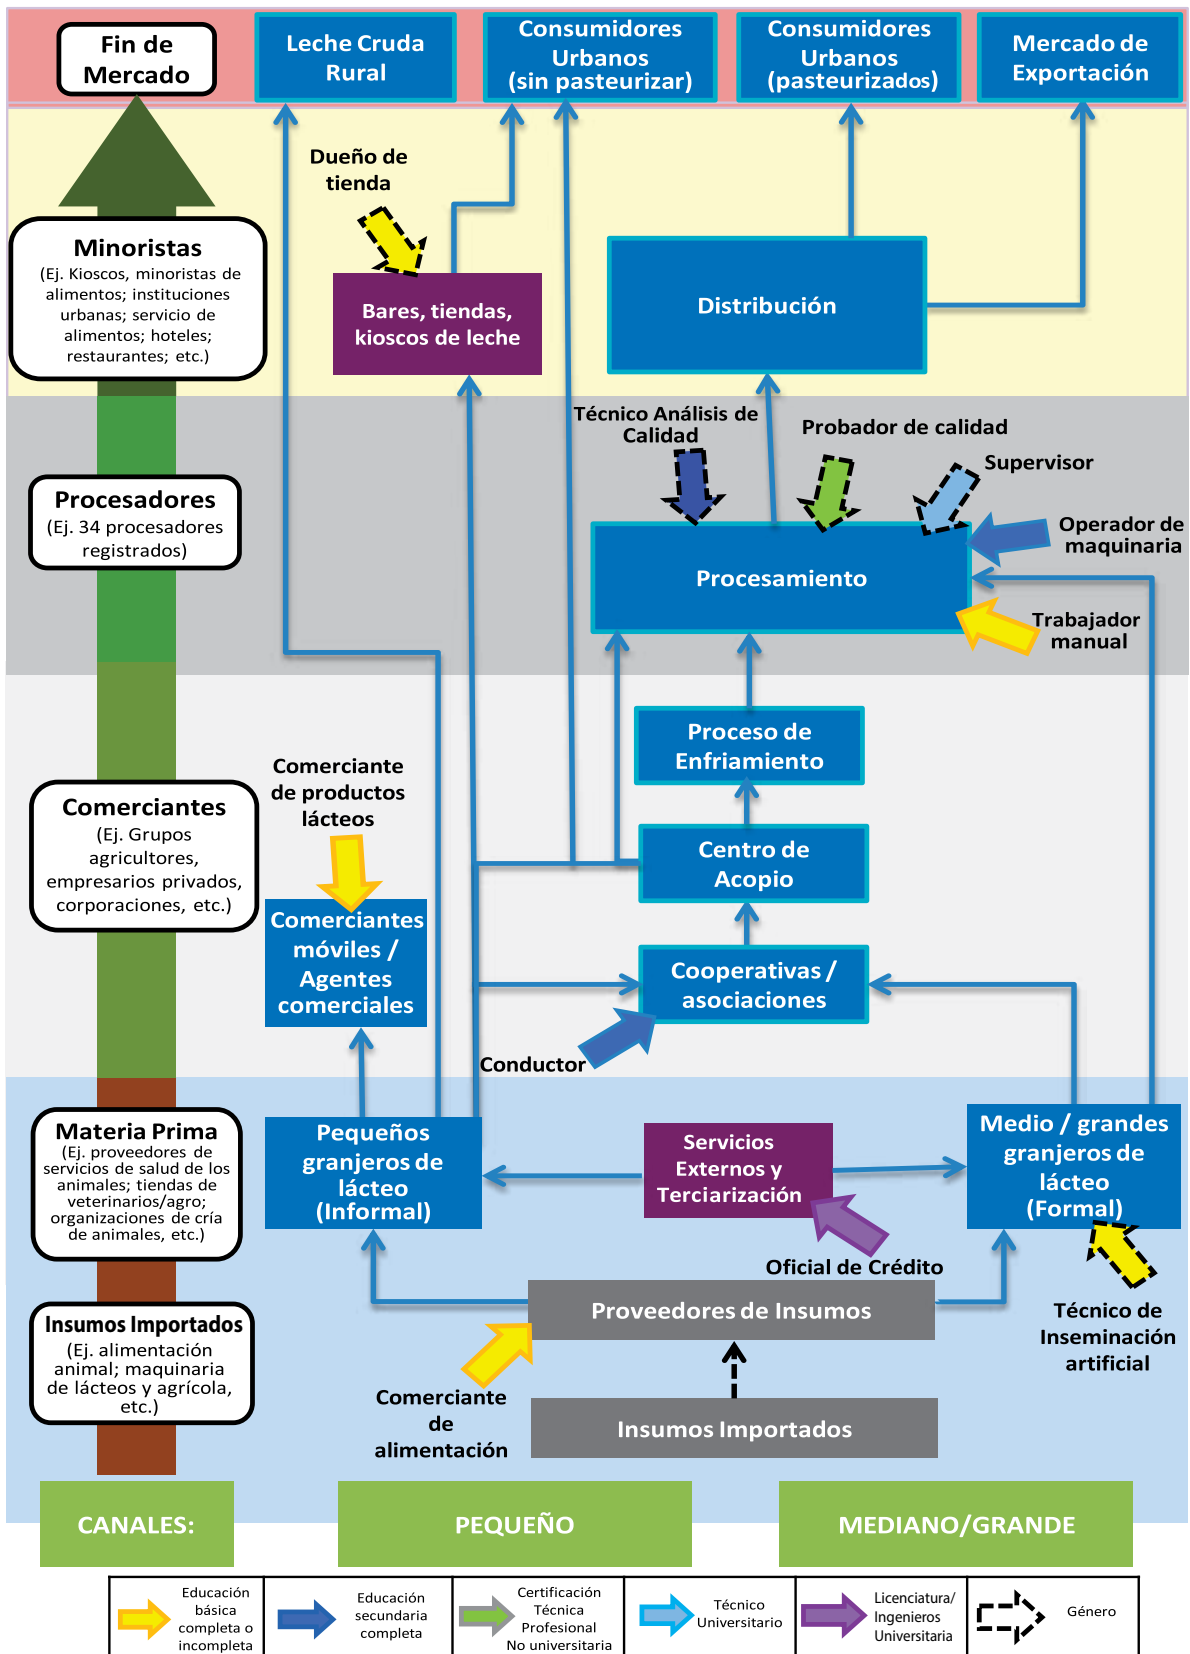 Fin de
Mercado
Leche Cruda
Rural
Consumidores
Urbanos
(sin pasteurizar)
Consumidores
Urbanos
(pasteurizados)
Mercado de
Exportación
Dueño de
tienda
Minoristas
(Ej. Kioscos, minoristas de
alimentos; instituciones
urbanas; servicio de
alimentos; hoteles;
restaurantes; etc.)
Bares, tiendas,
kioscos de leche
Distribución
Técnico Análisis de
Calidad
Probador de calidad
Supervisor
Operador de
maquinaria
Procesadores
(Ej. 34 procesadores
registrados)
Procesamiento
Trabajador
manual
Proceso de
Enfriamiento
Comerciante
de productos
lácteos
Comerciantes
(Ej. Grupos
agricultores,
empresarios privados,
corporaciones, etc.)
Centro de
Acopio
Comerciantes
móviles /
Agentes
comerciales
Cooperativas /
asociaciones
Conductor
Materia Prima
(Ej. proveedores de
servicios de salud de los
animales; tiendas de
veterinarios/agro;
organizaciones de cría
de animales, etc.)
Pequeños
granjeros de
lácteo
(Informal)
Servicios
Externos y
Terciarización
Medio / grandes
granjeros de
lácteo
(Formal)
Oficial de Crédito
Insumos Importados
(Ej. alimentación
animal; maquinaria
de lácteos y agrícola,
etc.)
Proveedores de Insumos
Técnico de
Inseminación
artificial
Comerciante
de
alimentación
Insumos Importados
CANALES:
PEQUEÑO
MEDIANO/GRANDE
Educación
básica
completa o
incompleta
Educación
secundaria
completa
Certificación
Técnica
Profesional
No universitaria
Técnico
Universitario
Licenciatura/
Ingenieros
Universitaria
Género